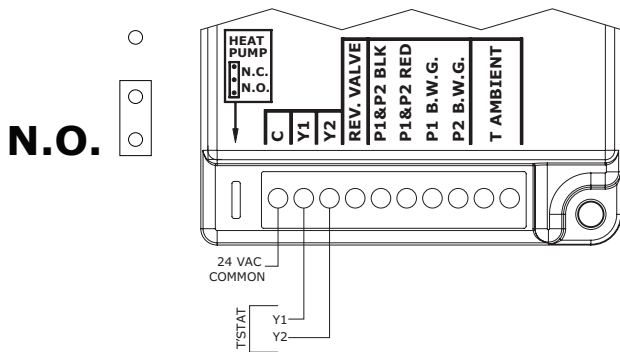 HEAT
PUMP
N.C.
N.O.
N.O.
C
Y1
Y2
REV. VALVE
P1&P2 BLK
P1&P2 RED
P1 B.W.G.
P2 B.W.G.
T AMBIENT
24 VAC
COMMON
T'STAT
Y1
Y2